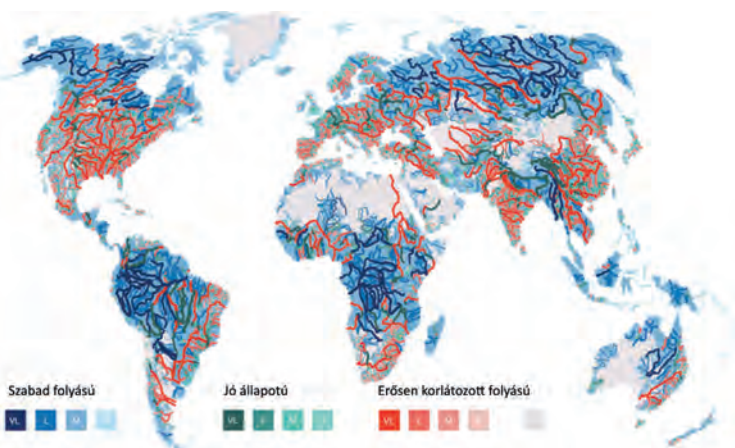 Szabad folyású
Jó állapotú
Erősen korlátozott folyású
VL L M
VL L M
VL L M